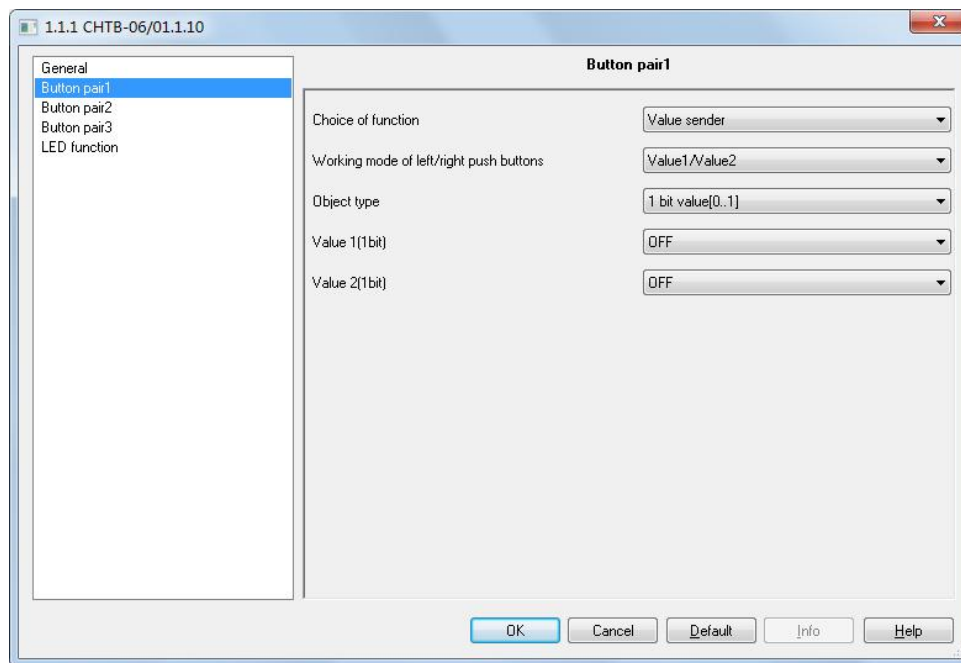 1.1.1 CHTB-06/01.1.10
General
Button pair1
Button pair2
Button pair3
LED function
Button pair1
Choice of function Value sender
Working mode of left/right push buttons Value1/Value2
Object type 1 bit value[0..1]
Value 1(1bit) OFF
Value 2(1bit) OFF
OK Cancel Default Info Help